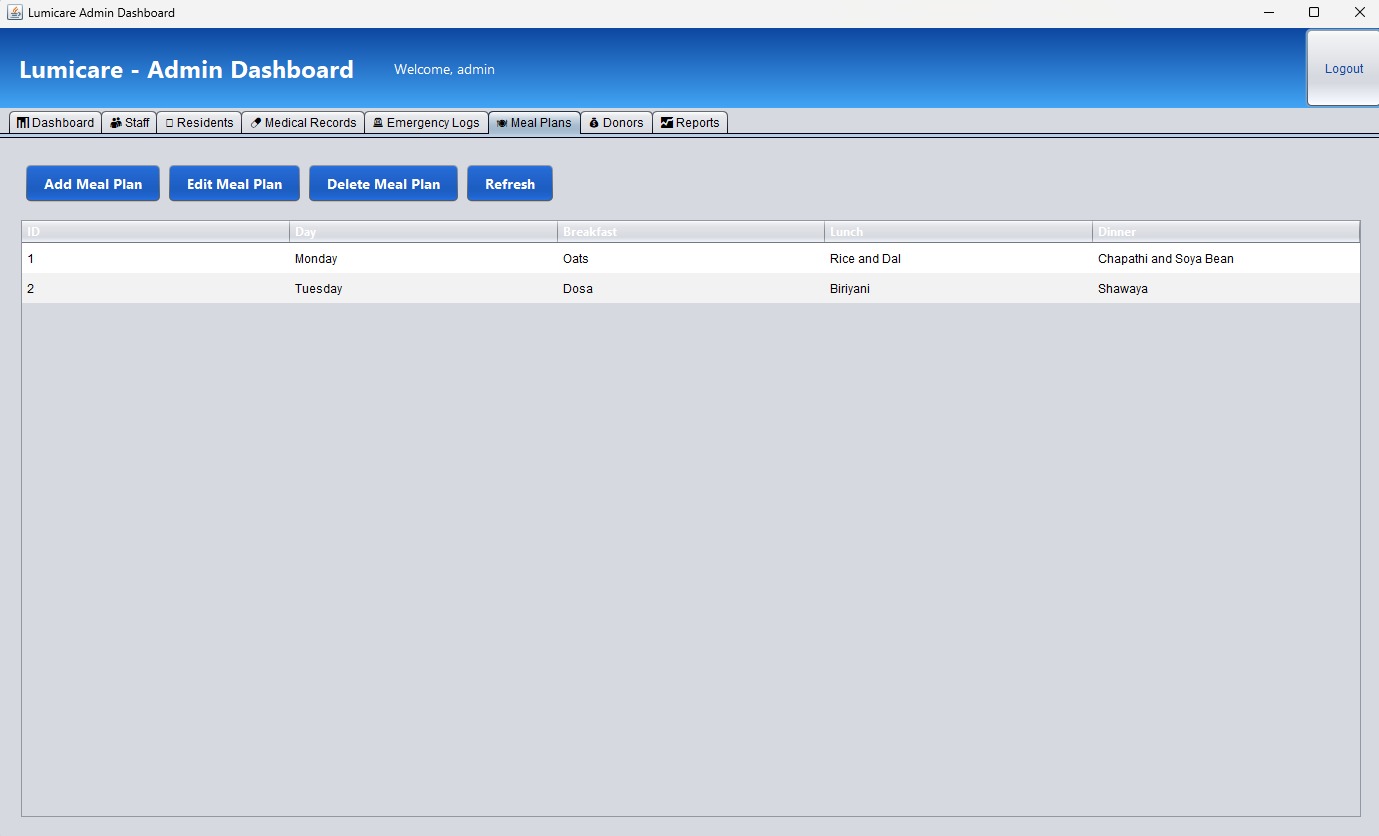 Lumicare Admin Dashboard
Lumicare - Admin Dashboard Welcome, admin Logout
Dashboard Staff Residents Medical Records Emergency Logs Meal Plans Donors Reports
Add Meal Plan Edit Meal Plan Delete Meal Plan Refresh
ID Day Breakfast Lunch Dinner
1 Monday Oats Rice and Dal Chapathi and Soya Bean
2 Tuesday Dosa Biriyani Shawaya